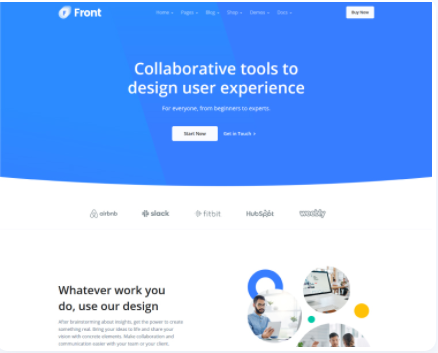 Front
Home Pages Blog Shop Demos Docs
Buy Now
Collaborative tools to
design user experience
For everyone, from beginners to experts.
Start Now Get in Touch >
airbnb slack fitbit HubSpot weebly
Whatever work you
do, use our design
After brainstorming about insights, get the power to create
something real. Bring your ideas to life and share your
vision with concrete elements. Make collaboration and
communication easier with your team or your client.